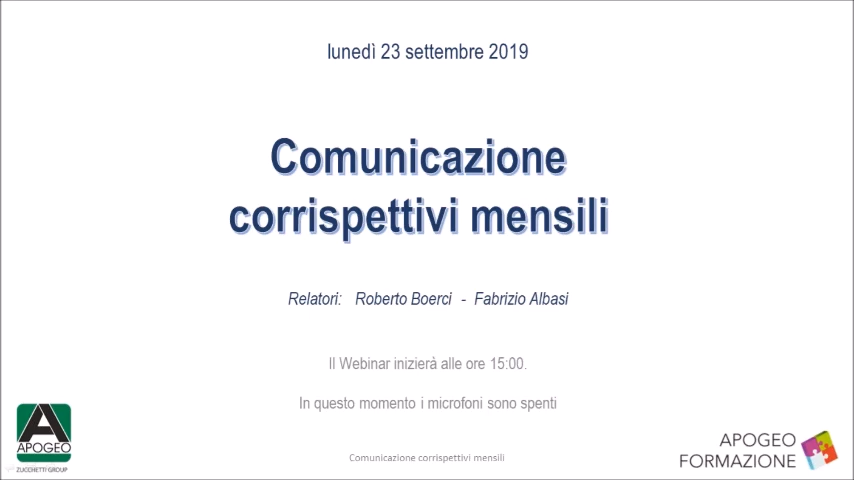 lunedì 23 settembre 2019
Comunicazione
corrispettivi mensili
Relatori: Roberto Boerci - Fabrizio Albasi
Il Webinar inizierà alle ore 15:00.
In questo momento i microfoni sono spenti
APOGEO
ZUCCHETTI GROUP
Comunicazione corrispettivi mensili
APOGEO
FORMAZIONE